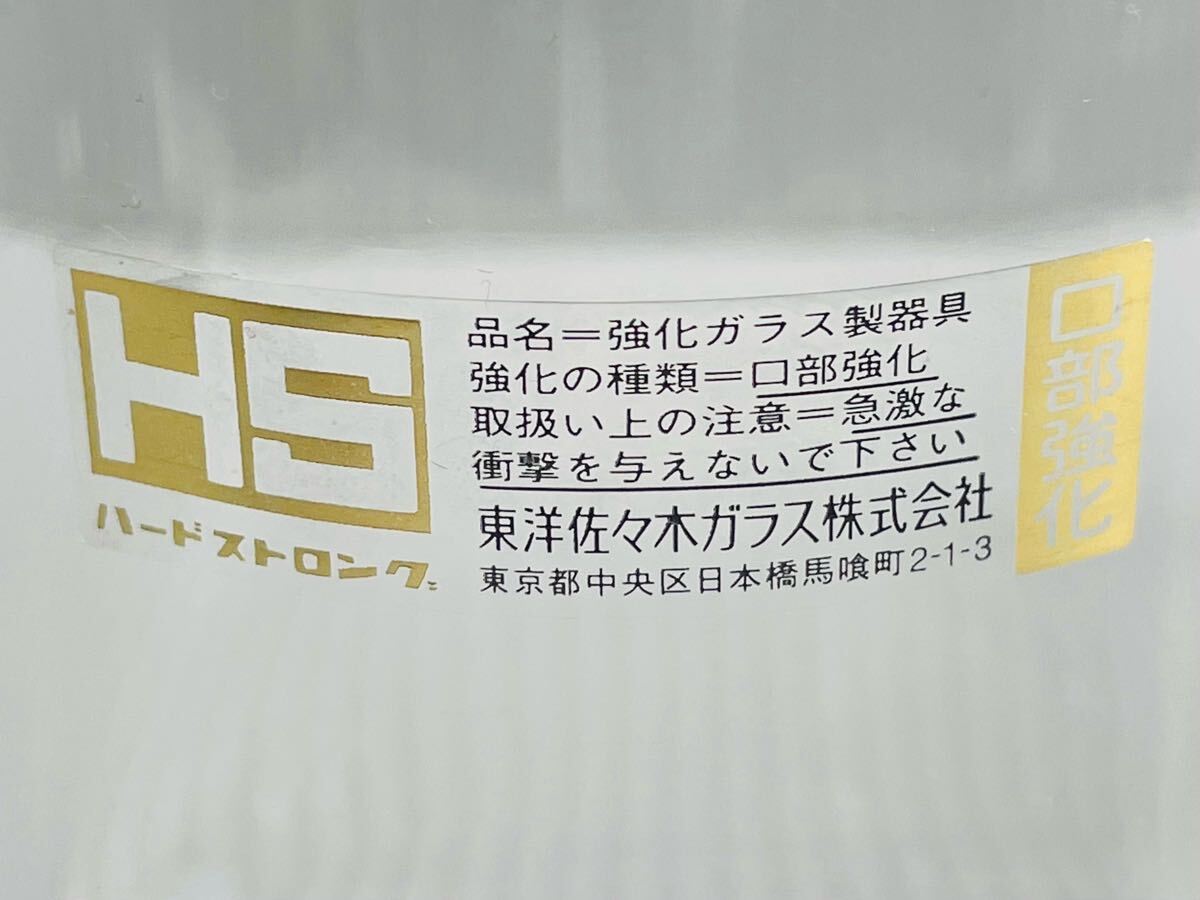 HS
ハードストロング
品名＝強化ガラス製器具
強化の種類＝口部強化
取扱い上の注意＝急激な
衝撃を与えないで下さい
東洋佐々木ガラス株式会社
東京都中央区日本橋馬喰町2-1-3
口部強化